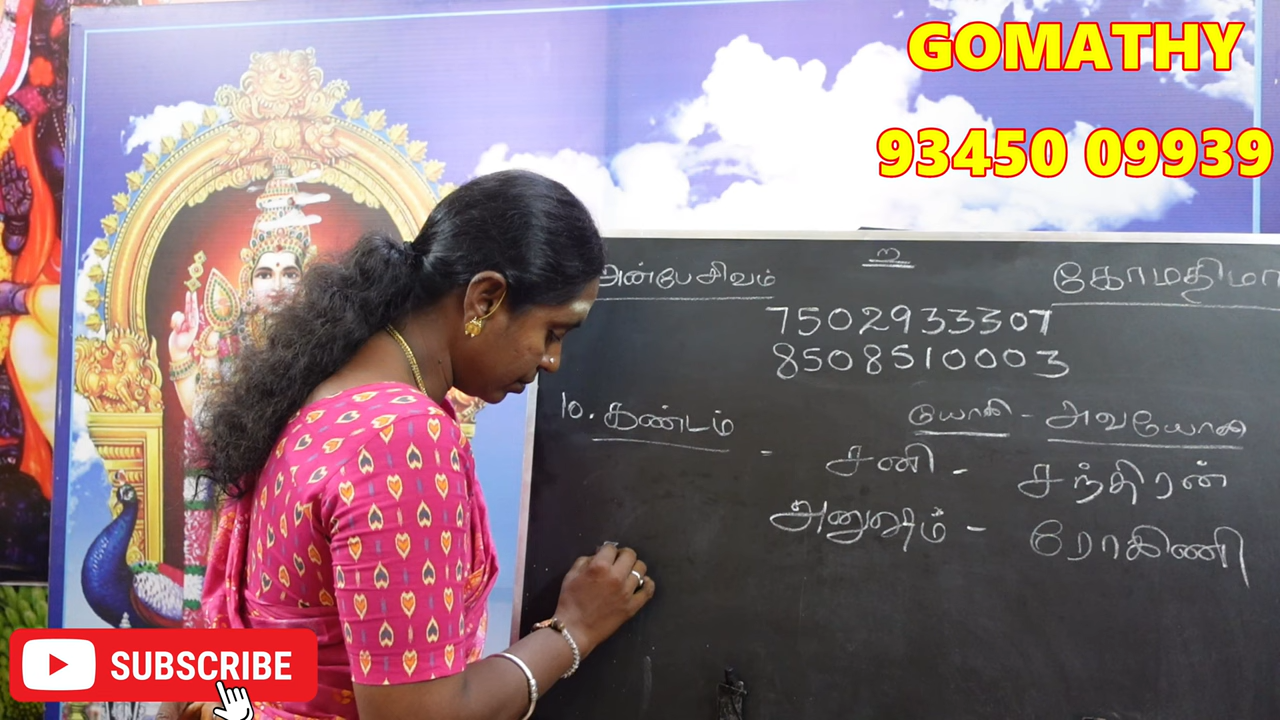 GOMATHY
93450 09939
உ
அன்பே சிவம் கோமதிமா
7502933307
8508510003
10. கண்டம் யோகி - அவயோகி
- சனி - சந்திரன்
அனுஷம் - ரோகிணி
SUBSCRIBE